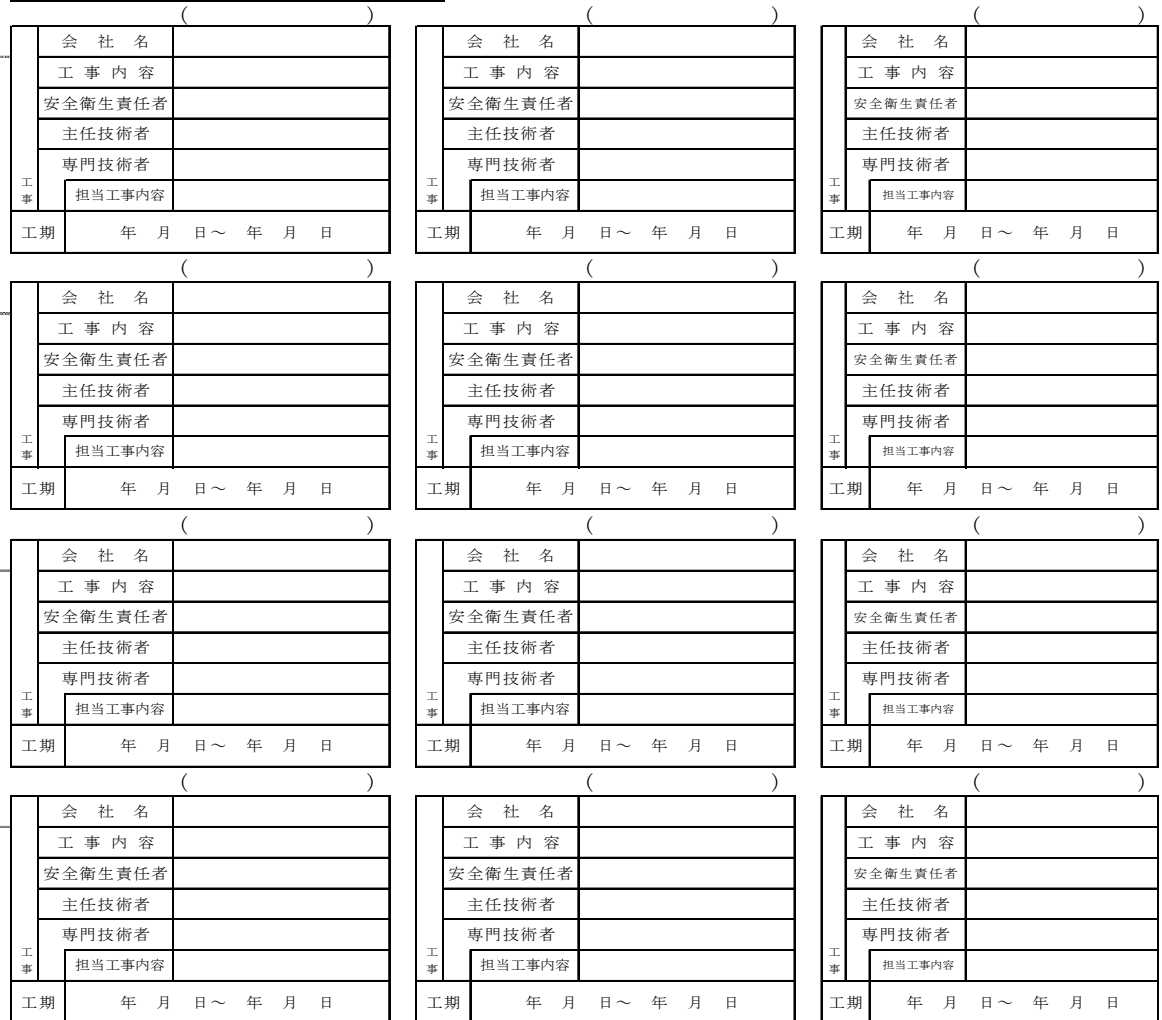 (　　　) (　　　) (　　　)
会 社 名 会 社 名 会 社 名
工 事 内 容 工 事 内 容 工 事 内 容
安全衛生責任者 安全衛生責任者 安全衛生責任者
主任技術者 主任技術者 主任技術者
専門技術者 専門技術者 専門技術者
工事 担当工事内容 工事 担当工事内容 工事 担当工事内容
工期 年 月 日～ 年 月 日 工期 年 月 日～ 年 月 日 工期 年 月 日～ 年 月 日
(　　　) (　　　) (　　　)
会 社 名 会 社 名 会 社 名
工 事 内 容 工 事 内 容 工 事 内 容
安全衛生責任者 安全衛生責任者 安全衛生責任者
主任技術者 主任技術者 主任技術者
専門技術者 専門技術者 専門技術者
工事 担当工事内容 工事 担当工事内容 工事 担当工事内容
工期 年 月 日～ 年 月 日 工期 年 月 日～ 年 月 日 工期 年 月 日～ 年 月 日
(　　　) (　　　) (　　　)
会 社 名 会 社 名 会 社 名
工 事 内 容 工 事 内 容 工 事 内 容
安全衛生責任者 安全衛生責任者 安全衛生責任者
主任技術者 主任技術者 主任技術者
専門技術者 専門技術者 専門技術者
工事 担当工事内容 工事 担当工事内容 工事 担当工事内容
工期 年 月 日～ 年 月 日 工期 年 月 日～ 年 月 日 工期 年 月 日～ 年 月 日
(　　　) (　　　) (　　　)
会 社 名 会 社 名 会 社 名
工 事 内 容 工 事 内 容 工 事 内 容
安全衛生責任者 安全衛生責任者 安全衛生責任者
主任技術者 主任技術者 主任技術者
専門技術者 専門技術者 専門技術者
工事 担当工事内容 工事 担当工事内容 工事 担当工事内容
工期 年 月 日～ 年 月 日 工期 年 月 日～ 年 月 日 工期 年 月 日～ 年 月 日